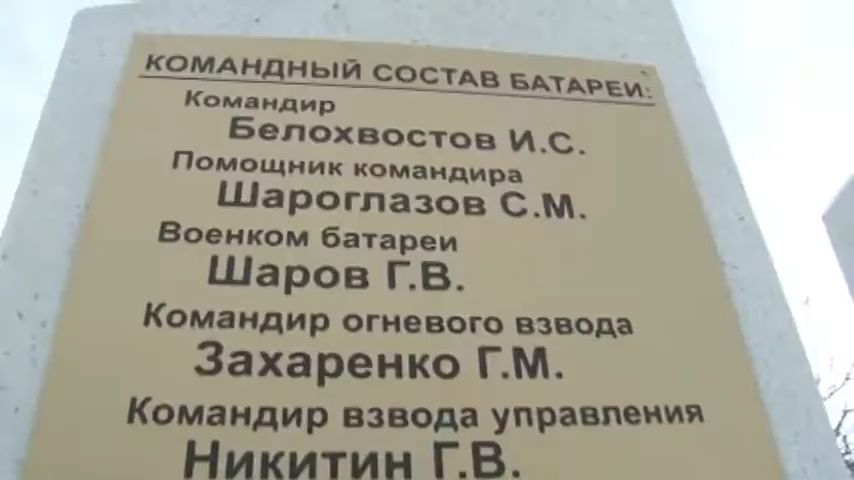 КОМАНДНЫЙ СОСТАВ БАТАРЕИ:
Командир
Белохвостов И.С.
Помощник командира
Шароглазов С.М.
Военком батареи
Шаров Г.В.
Командир огневого взвода
Захаренко Г.М.
Командир взвода управления
Никитин Г.В.